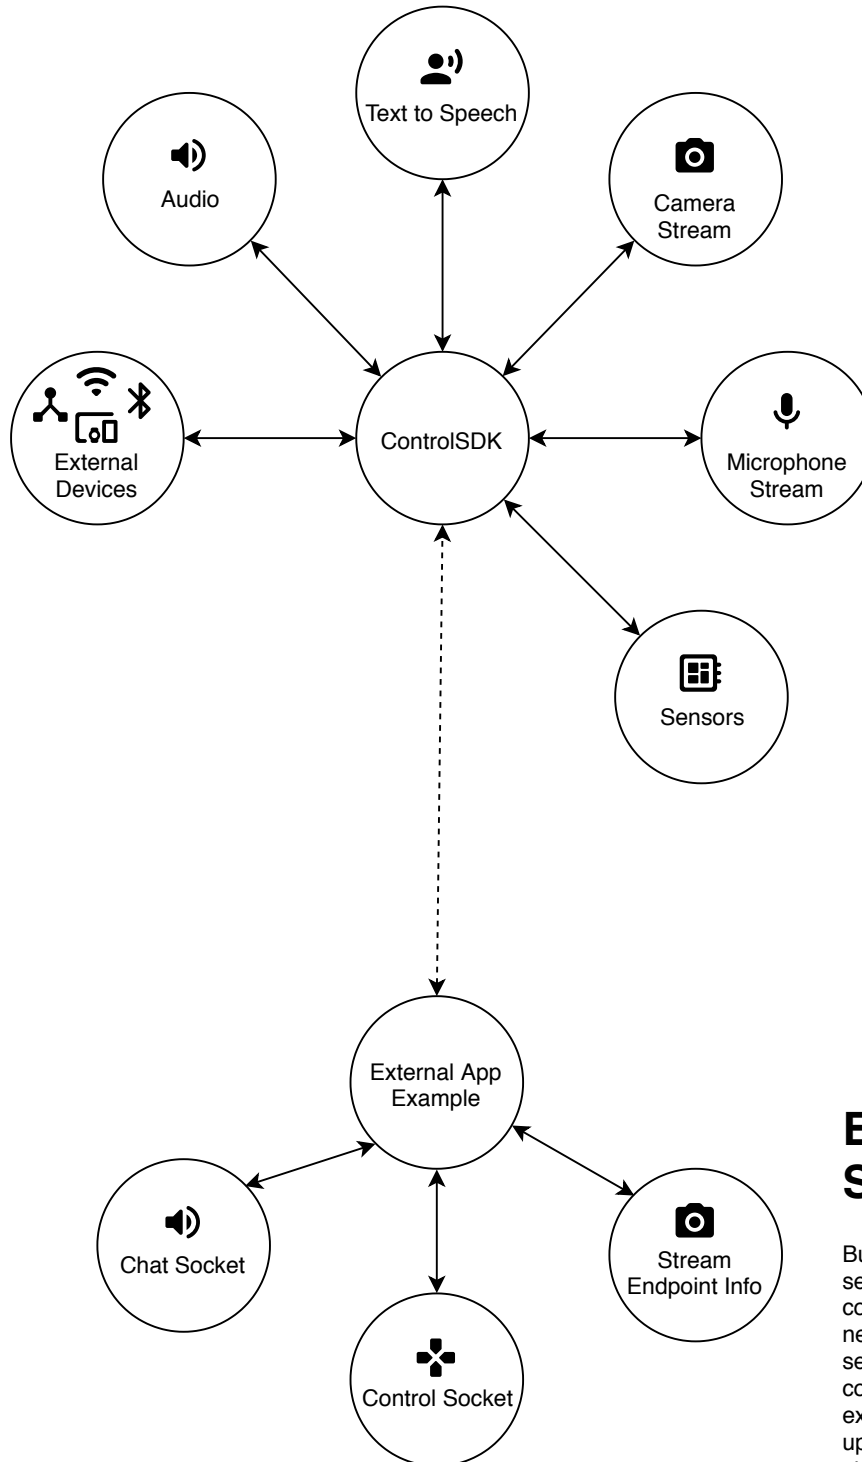 Text to Speech
Audio
Camera
Stream
ControlSDK
External
Devices
Microphone
Stream
Sensors
External App
Example
Chat Socket
Stream
Endpoint Info
Control Socket